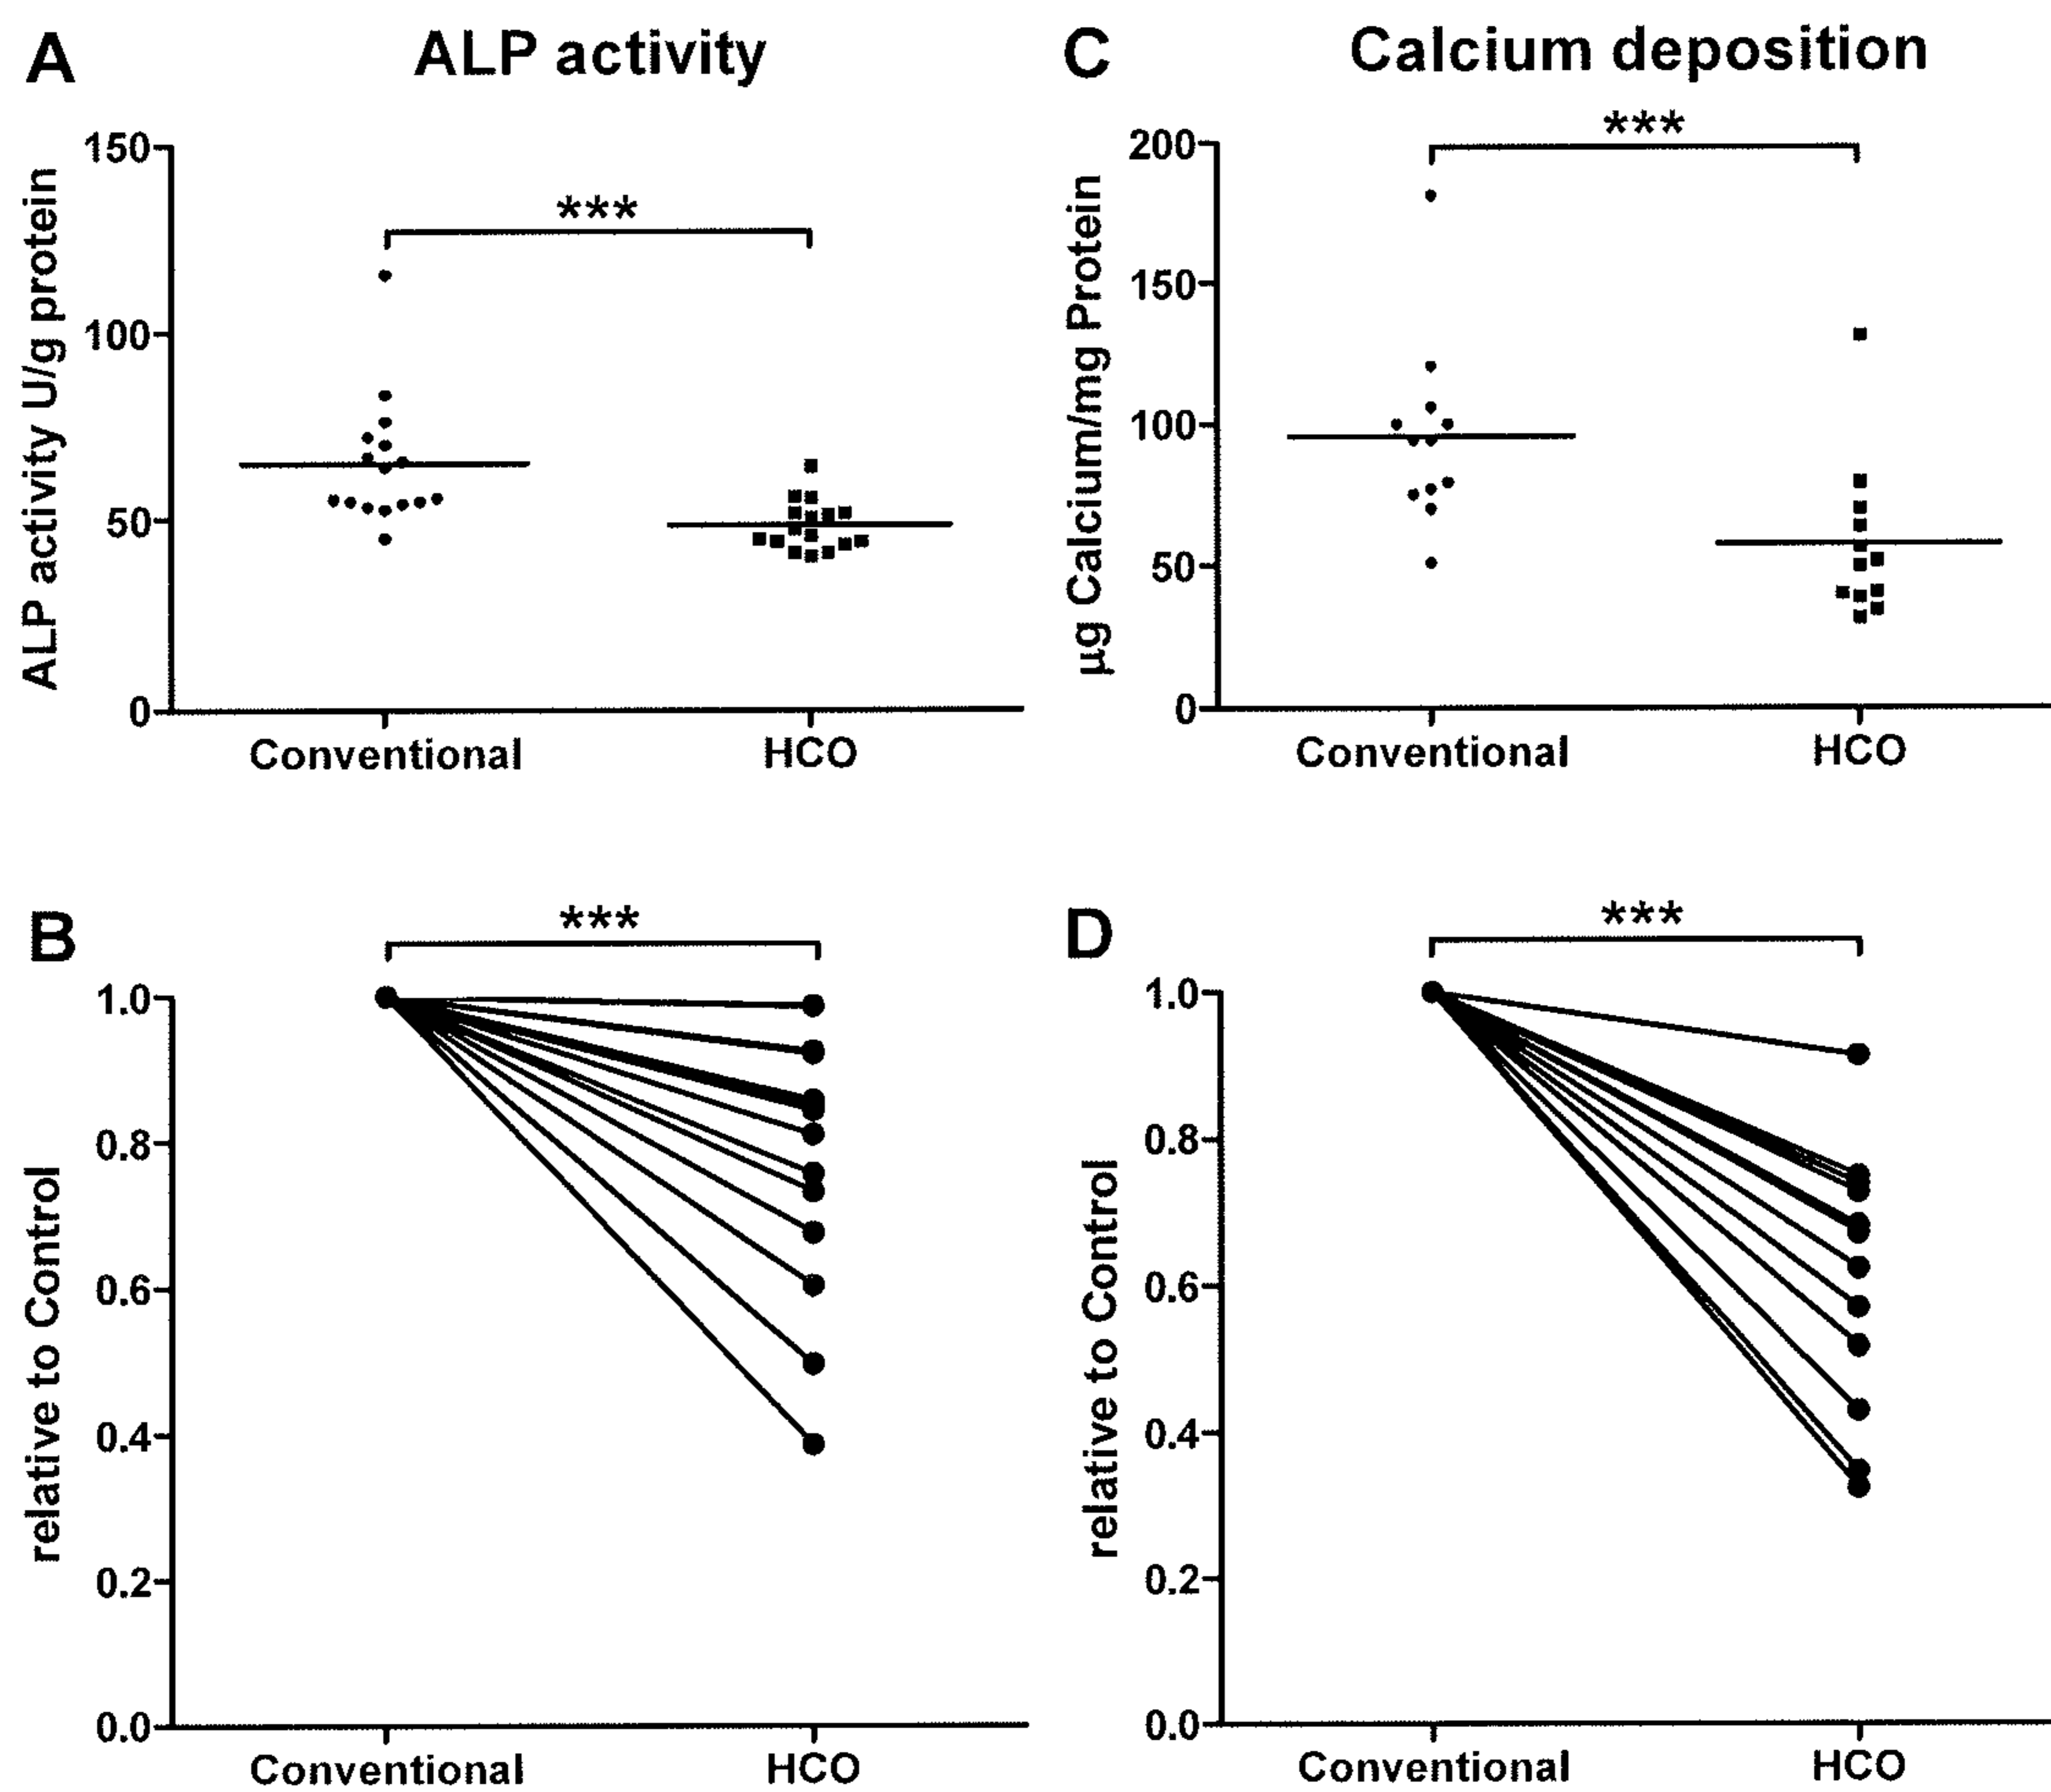 A
ALP activity
ALP activity U/g protein
150
100
50
0
***
Conventional
HCO
C
Calcium deposition
µg Calcium/mg Protein
200
150
100
50
0
***
Conventional
HCO
B
relative to Control
1.0
0.8
0.6
0.4
0.2
0.0
***
Conventional
HCO
D
relative to Control
1.0
0.8
0.6
0.4
0.2
0.0
***
Conventional
HCO